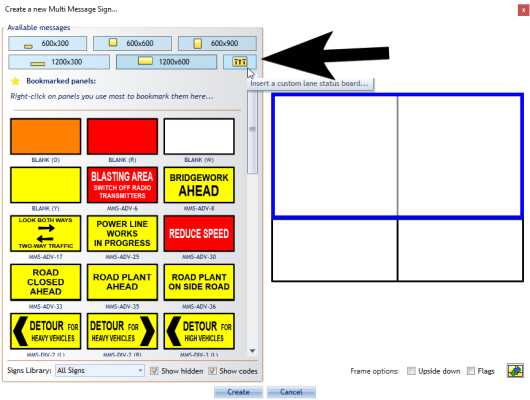 Create a new Multi Message Sign...
x
Available messages
600x300
600x600
600x900
1200x300
1200x600
Insert a custom lane status board...
Bookmarked panels:
Right-click on panels you use most to bookmark them here...
BLANK (O)
BLANK (R)
BLANK (W)
BLASTING AREA
SWITCH OFF RADIO
TRANSMITTERS
BRIDGEWORK
AHEAD
BLANK (Y)
MMS-ADV-6
MMS-ADV-8
LOOK BOTH WAYS
TWO-WAY TRAFFIC
POWER LINE
WORKS
IN PROGRESS
REDUCE SPEED
MMS-ADV-17
MMS-ADV-25
MMS-ADV-30
ROAD
CLOSED
AHEAD
ROAD PLANT
AHEAD
ROAD PLANT
ON SIDE ROAD
MMS-ADV-33
MMS-ADV-35
MMS-ADV-36
DETOUR FOR
HEAVY VEHICLES
DETOUR FOR
HEAVY VEHICLES
DETOUR FOR
HIGH VEHICLES
MMS-DIV-2 (L)
MMS-DIV-2 (R)
MMS-DIV-3 (L)
Signs Library: All Signs
Show hidden
Show codes
Frame options:
Upside down
Flags
Create
Cancel